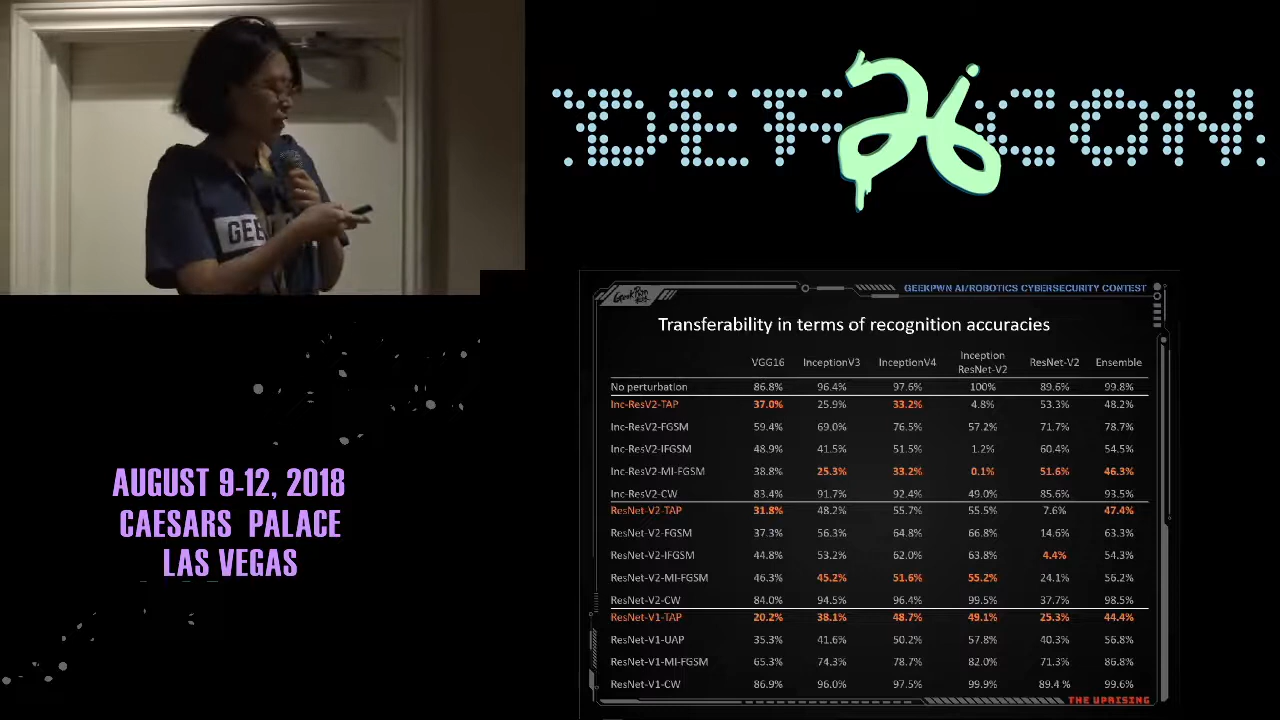 DEF 26 CON
GEE
AUGUST 9-12, 2018
CAESARS PALACE
LAS VEGAS
GeekPwn
GEEKPWN AI/ROBOTICS CYBERSECURITY CONTEST
Transferability in terms of recognition accuracies
VGG16 InceptionV3 InceptionV4 Inception ResNet-V2 ResNet-V2 Ensemble
No perturbation 86.8% 96.4% 97.6% 100% 89.6% 99.8%
Inc-ResV2-TAP 37.0% 25.9% 33.2% 4.8% 53.3% 48.2%
Inc-ResV2-FGSM 59.4% 69.0% 76.5% 57.2% 71.7% 78.7%
Inc-ResV2-IFGSM 48.9% 41.5% 51.5% 1.2% 60.4% 54.5%
Inc-ResV2-MI-FGSM 38.8% 25.3% 33.2% 0.1% 51.6% 46.3%
Inc-ResV2-CW 83.4% 91.7% 92.4% 49.0% 85.6% 93.5%
ResNet-V2-TAP 31.8% 48.2% 55.7% 55.5% 7.6% 47.4%
ResNet-V2-FGSM 37.3% 56.3% 64.8% 66.8% 14.6% 63.3%
ResNet-V2-IFGSM 44.8% 53.2% 62.0% 63.8% 4.4% 54.3%
ResNet-V2-MI-FGSM 46.3% 45.2% 51.6% 55.2% 24.1% 56.2%
ResNet-V2-CW 84.0% 94.5% 96.4% 99.5% 37.7% 98.5%
ResNet-V1-TAP 20.2% 38.1% 48.7% 49.1% 25.3% 44.4%
ResNet-V1-UAP 35.3% 41.6% 50.2% 57.8% 40.3% 56.8%
ResNet-V1-MI-FGSM 65.3% 74.3% 78.7% 82.0% 71.3% 86.8%
ResNet-V1-CW 86.9% 96.0% 97.5% 99.9% 89.4 % 99.6%
THE UPRISING